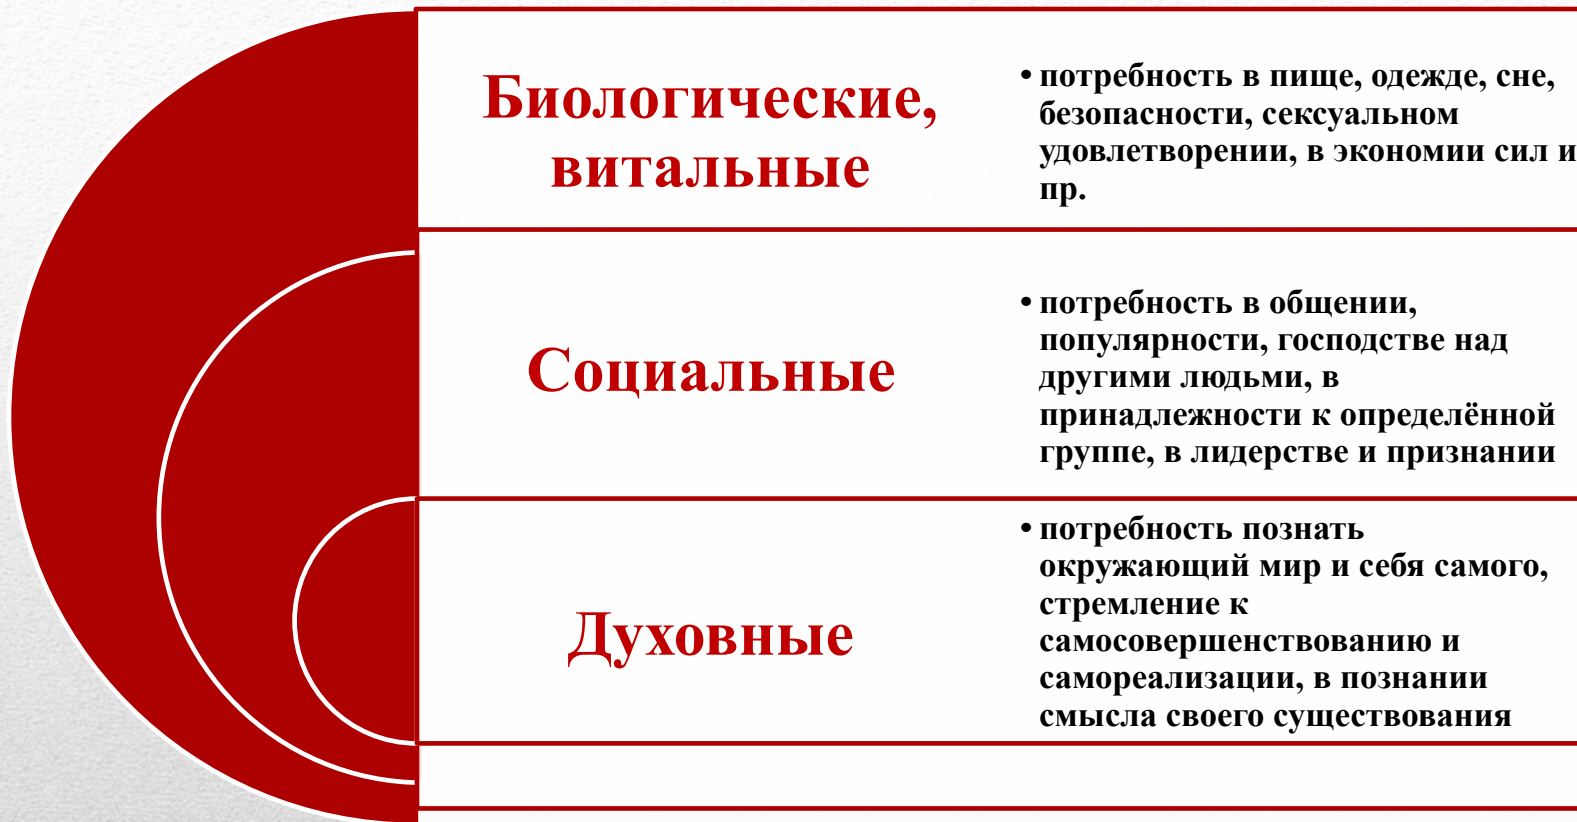 Биологические,
витальные
• потребность в пище, одежде, сне,
безопасности, сексуальном
удовлетворении, в экономии сил и
пр.
Социальные
• потребность в общении,
популярности, господстве над
другими людьми, в
принадлежности к определённой
группе, в лидерстве и признании
Духовные
• потребность познать
окружающий мир и себя самого,
стремление к
самосовершенствованию и
самореализации, в познании
смысла своего существования